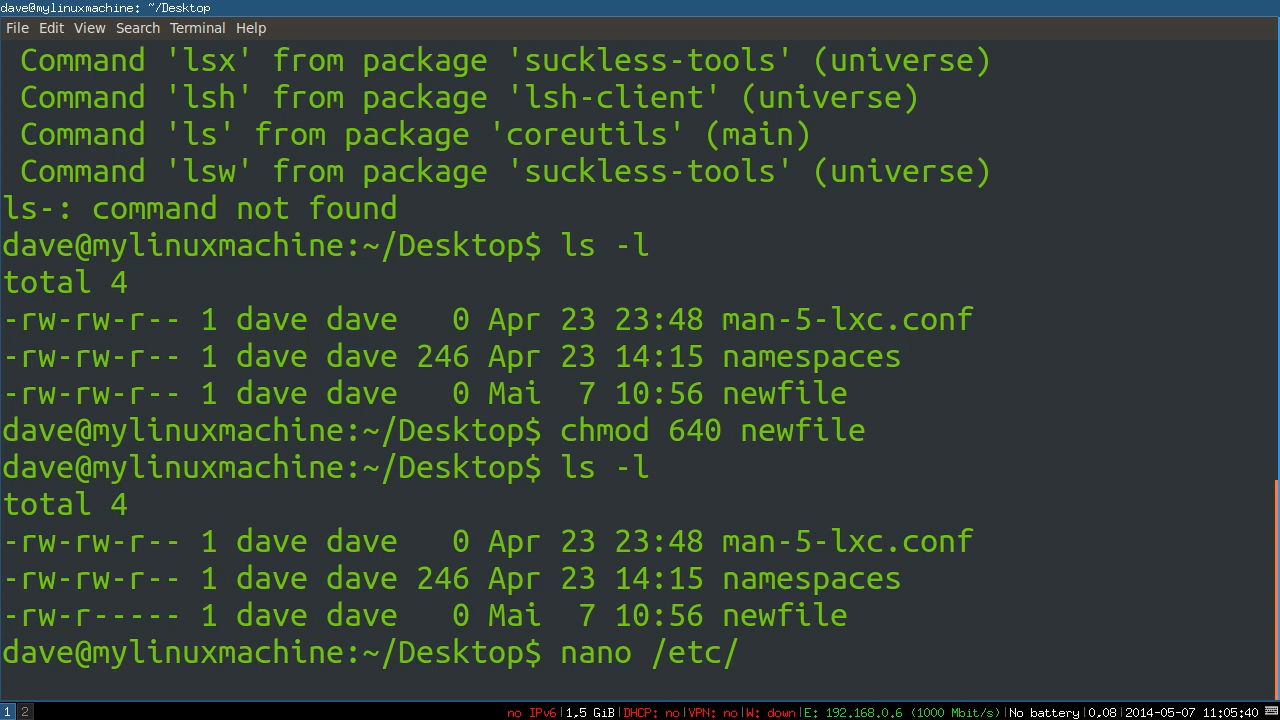 dave@mylinuxmachine: ~/Desktop
File Edit View Search Terminal Help
 Command 'lsx' from package 'suckless-tools' (universe)
 Command 'lsh' from package 'lsh-client' (universe)
 Command 'ls' from package 'coreutils' (main)
 Command 'lsw' from package 'suckless-tools' (universe)
ls-: command not found
dave@mylinuxmachine:~/Desktop$ ls -l
total 4
-rw-rw-r-- 1 dave dave   0 Apr 23 23:48 man-5-lxc.conf
-rw-rw-r-- 1 dave dave 246 Apr 23 14:15 namespaces
-rw-rw-r-- 1 dave dave   0 Mai  7 10:56 newfile
dave@mylinuxmachine:~/Desktop$ chmod 640 newfile
dave@mylinuxmachine:~/Desktop$ ls -l
total 4
-rw-rw-r-- 1 dave dave   0 Apr 23 23:48 man-5-lxc.conf
-rw-rw-r-- 1 dave dave 246 Apr 23 14:15 namespaces
-rw-r----- 1 dave dave   0 Mai  7 10:56 newfile
dave@mylinuxmachine:~/Desktop$ nano /etc/
1 2 no IPv6|1,5 GiB|DHCP: no|VPN: no|W: down|E: 192.168.0.6 (1000 Mbit/s)|No battery|0.08|2014-05-07 11:05:40